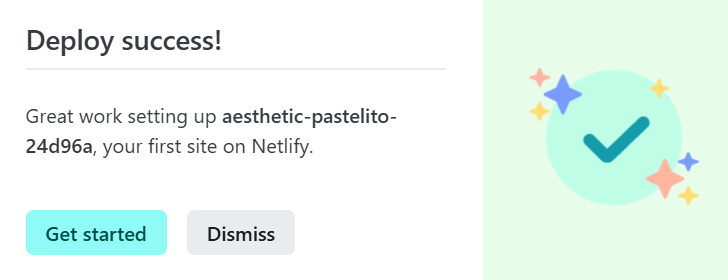 Deploy success!
Great work setting up aesthetic-pastelito-
24d96a, your first site on Netlify.
Get started
Dismiss